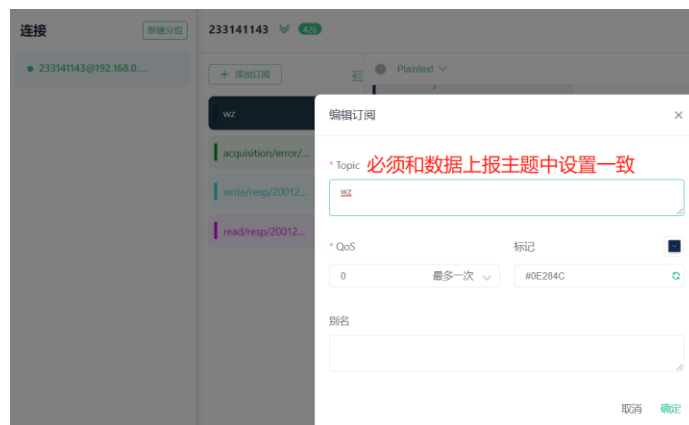 连接
新建分组
233141143
426
233141143@192.168.0....
+ 添加订阅
Plaintext
wz
acquisition/error/...
write/resp/20012...
read/resp/20012...
编辑订阅
* Topic 必须和数据上报主题中设置一致
wz
* QoS
标记
0 最多一次
#0E284C
别名
取消 确定